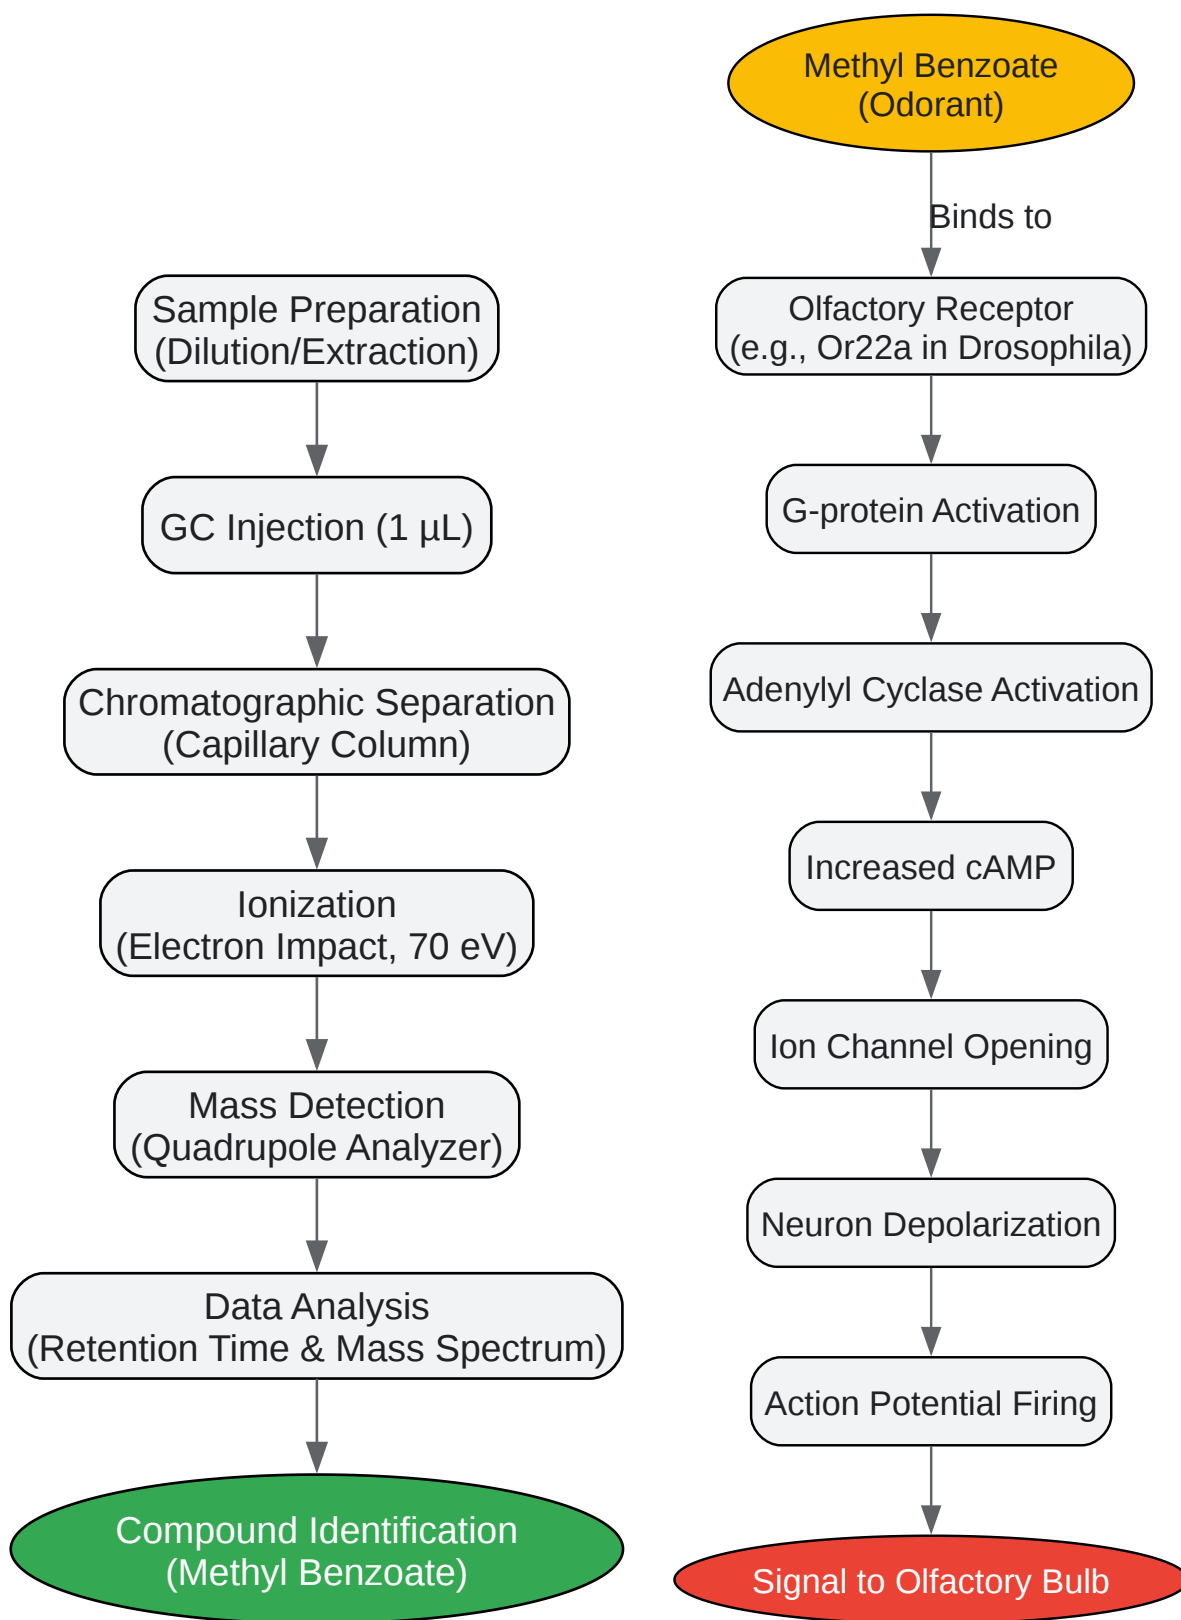 Sample Preparation
(Dilution/Extraction)
GC Injection (1 µL)
Chromatographic Separation
(Capillary Column)
Ionization
(Electron Impact, 70 eV)
Mass Detection
(Quadrupole Analyzer)
Data Analysis
(Retention Time & Mass Spectrum)
Compound Identification
(Methyl Benzoate)
Methyl Benzoate
(Odorant)
Binds to
Olfactory Receptor
(e.g., Or22a in Drosophila)
G-protein Activation
Adenylyl Cyclase Activation
Increased cAMP
Ion Channel Opening
Neuron Depolarization
Action Potential Firing
Signal to Olfactory Bulb